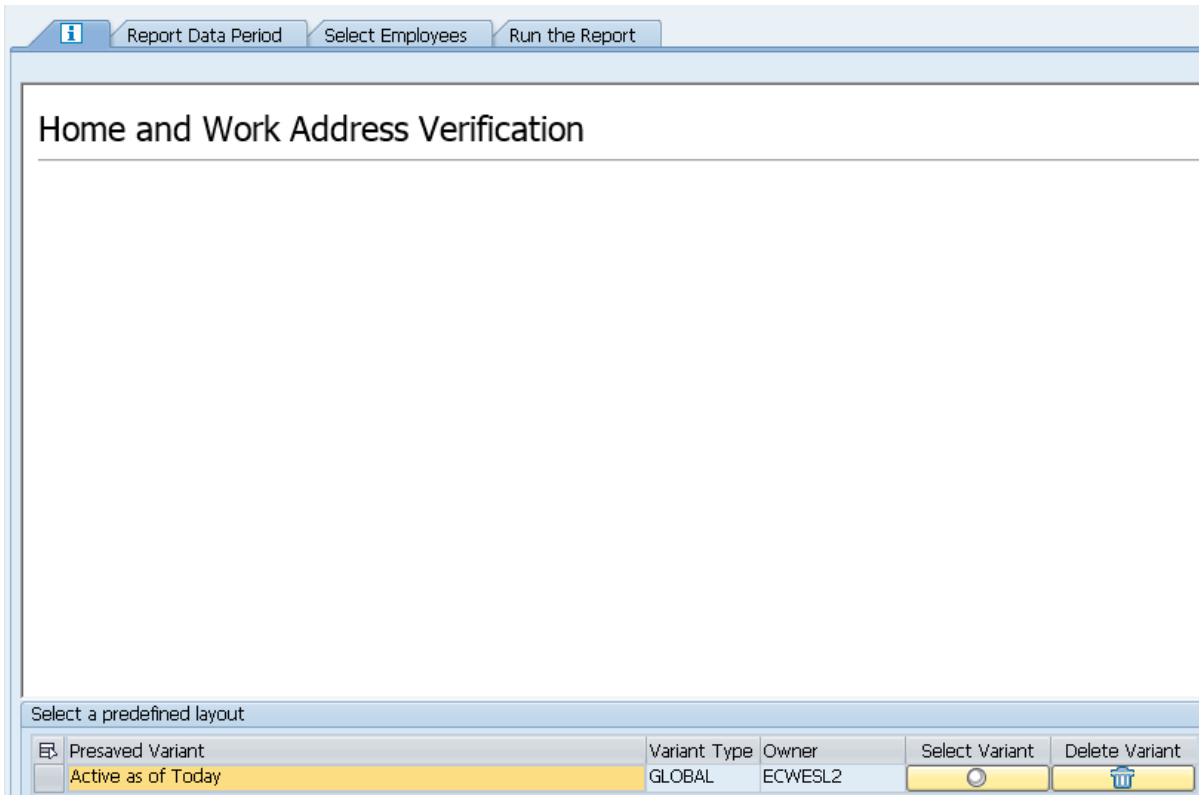 i Report Data Period Select Employees Run the Report
Home and Work Address Verification
Select a predefined layout
Presaved Variant Variant Type Owner Select Variant Delete Variant
Active as of Today GLOBAL ECWESL2